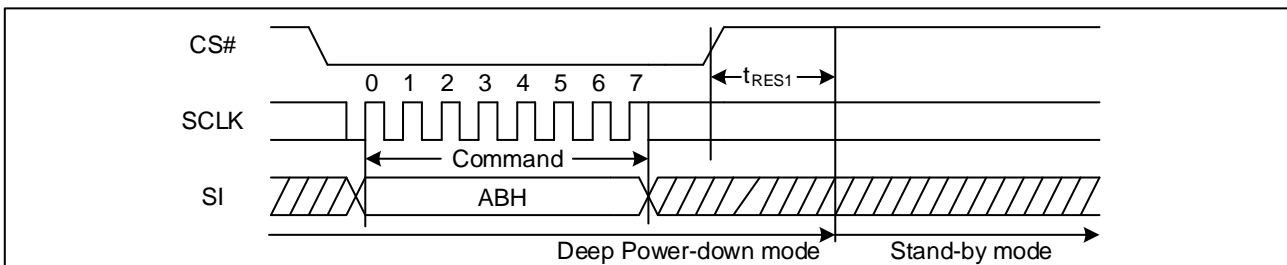 CS#
tRES1
0 1 2 3 4 5 6 7
SCLK
Command
SI
ABH
Deep Power-down mode
Stand-by mode